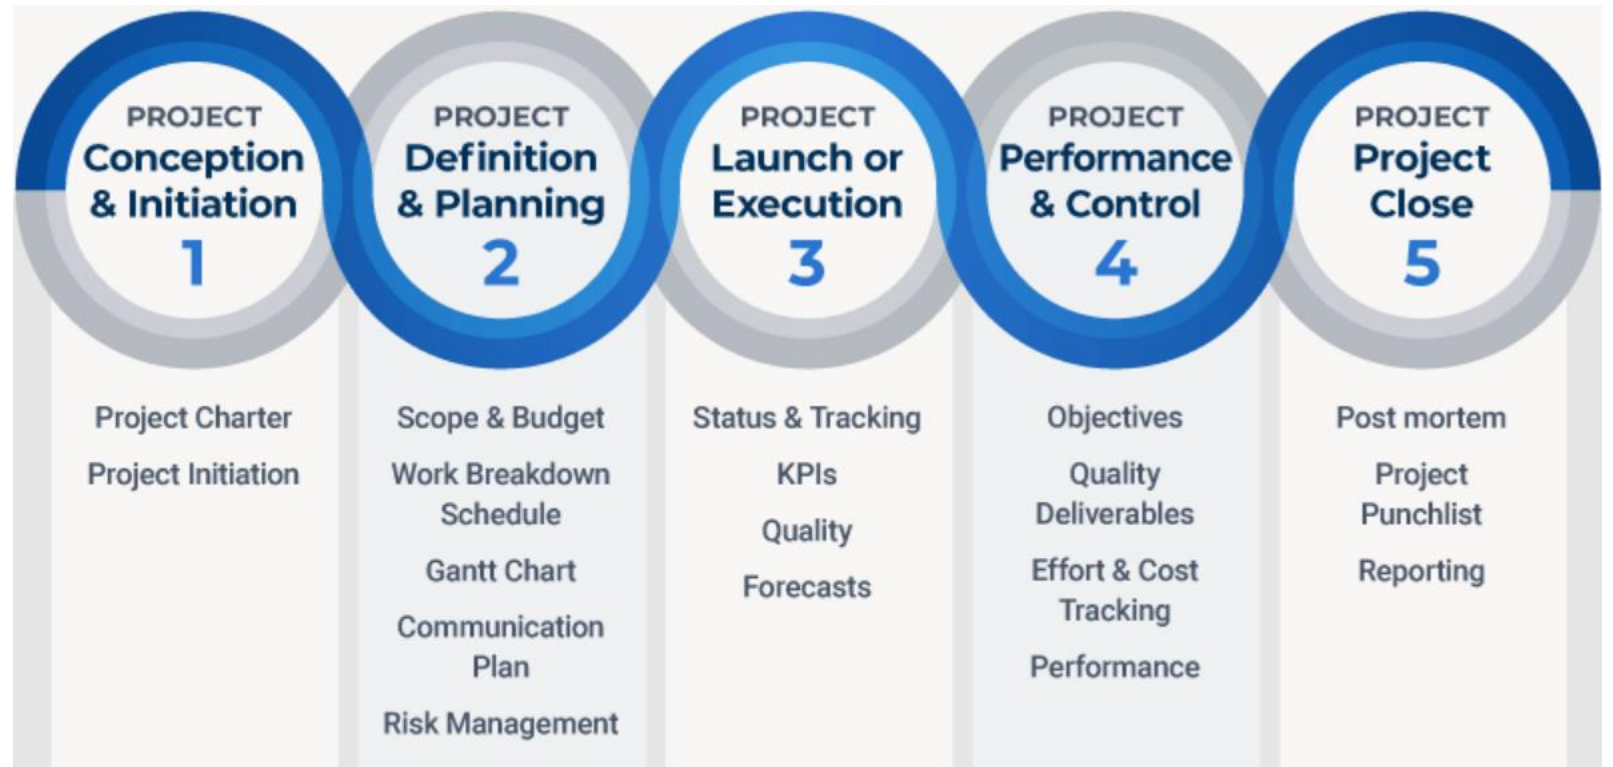 PROJECT
Conception
& Initiation
1
Project Charter
Project Initiation
PROJECT
Definition
& Planning
2
Scope & Budget
Work Breakdown
Schedule
Gantt Chart
Communication
Plan
Risk Management
PROJECT
Launch or
Execution
3
Status & Tracking
KPIs
Quality
Forecasts
PROJECT
Performance
& Control
4
Objectives
Quality
Deliverables
Effort & Cost
Tracking
Performance
PROJECT
Project
Close
5
Post mortem
Project
Punchlist
Reporting